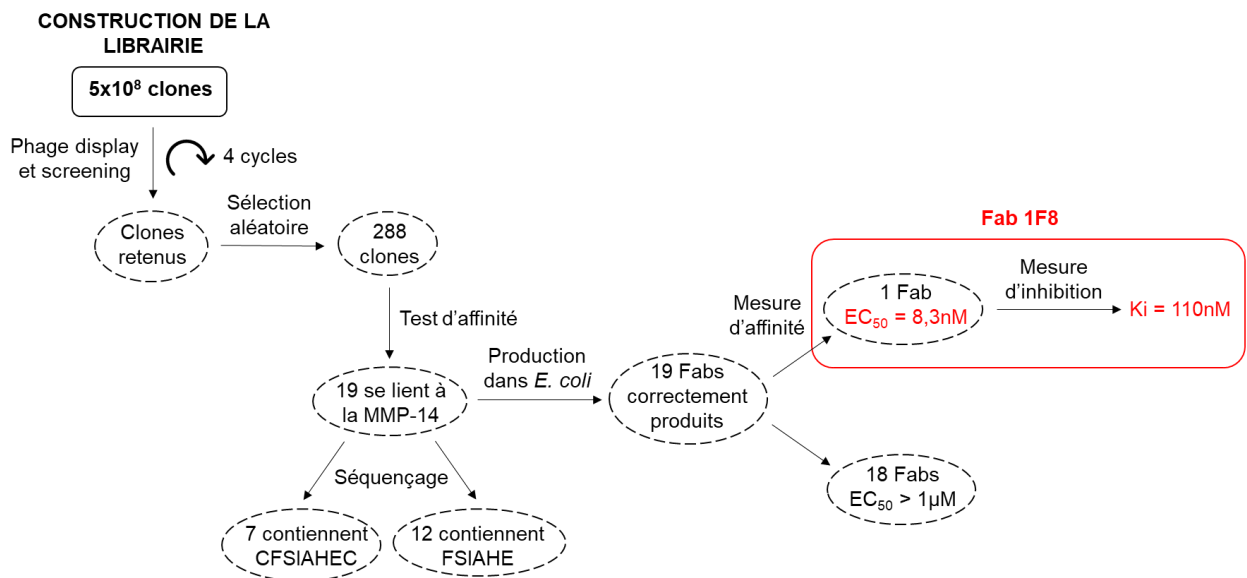 CONSTRUCTION DE LA
LIBRAIRIE
5x10⁸ clones
Phage display
et screening
4 cycles
Clones
retenus
Sélection
aléatoire
288
clones
Test d'affinité
19 se lient à
la MMP-14
Séquençage
7 contiennent
CFSIAHEC
12 contiennent
FSIAHE
Production
dans E. coli
19 Fabs
correctement
produits
Mesure
d'affinité
Fab 1F8
1 Fab
EC₅₀ = 8,3nM
Mesure
d'inhibition
Ki = 110nM
18 Fabs
EC₅₀ > 1µM